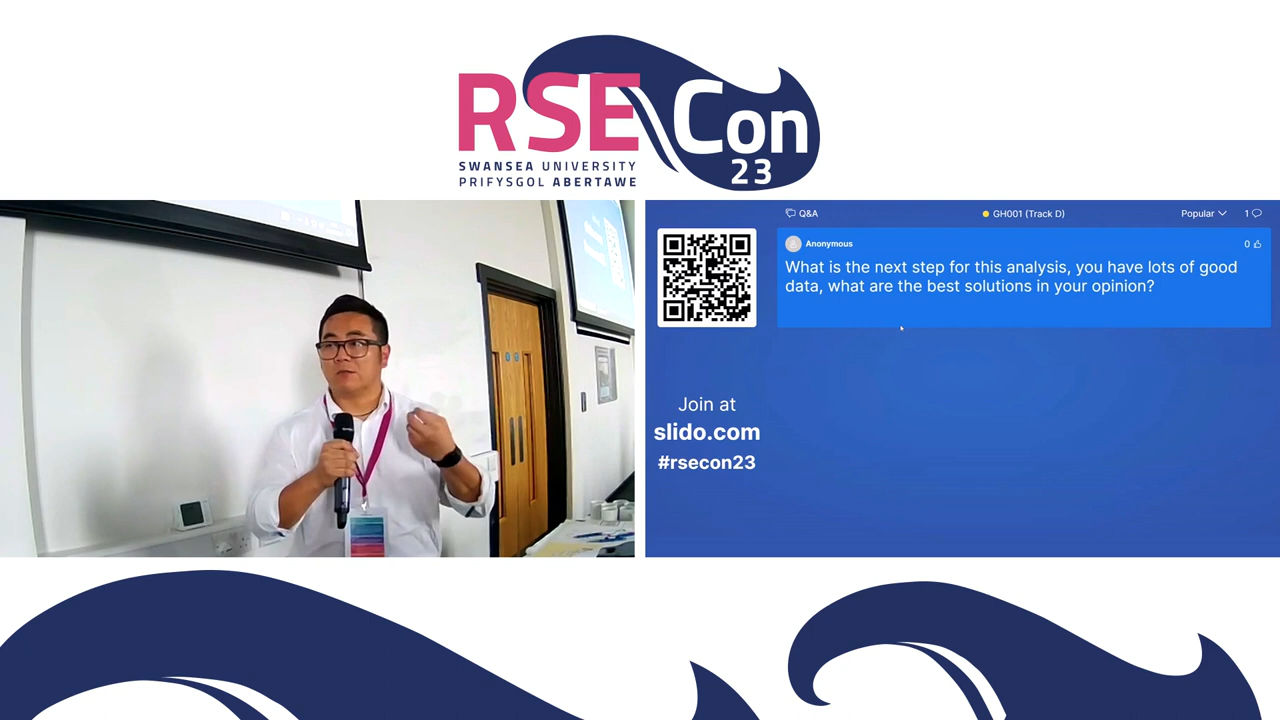 RSE Con
SWANSEA UNIVERSITY
PRIFYSGOL ABERTAWE
23
Q&A
GH001 (Track D)
Popular
1
Anonymous
0
What is the next step for this analysis, you have lots of good
data, what are the best solutions in your opinion?
Join at
slido.com
#rsecon23